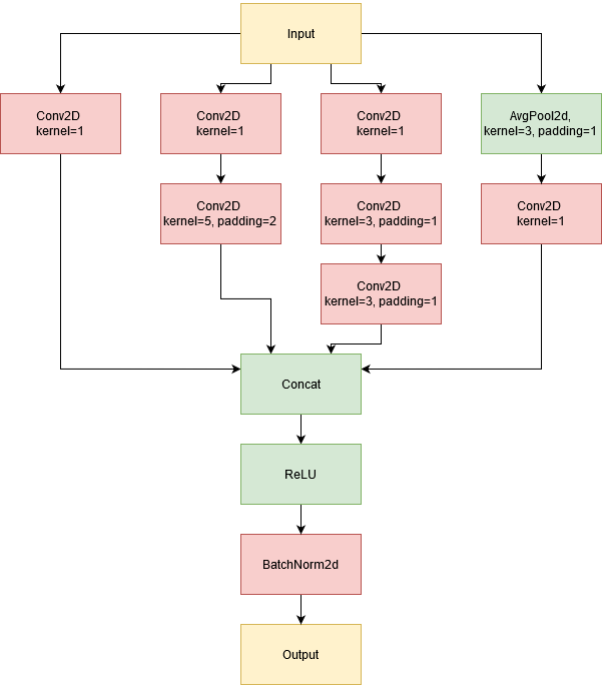 Input
Conv2D
kernel=1
Conv2D
kernel=1
Conv2D
kernel=1
AvgPool2d,
kernel=3, padding=1
Conv2D
kernel=5, padding=2
Conv2D
kernel=3, padding=1
Conv2D
kernel=1
Conv2D
kernel=3, padding=1
Concat
ReLU
BatchNorm2d
Output